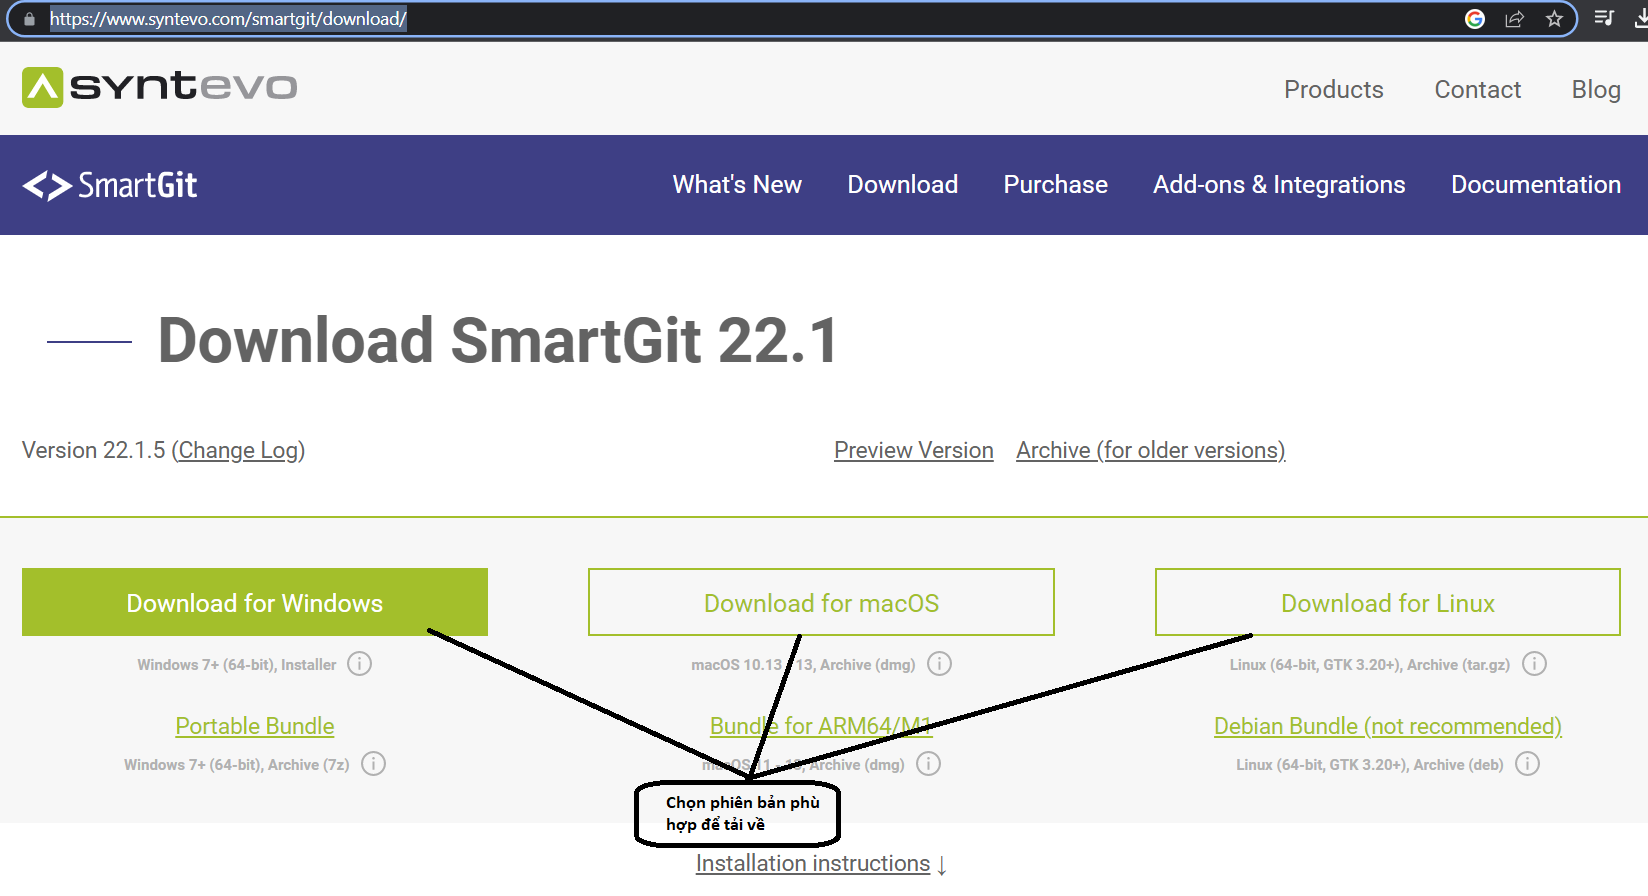 https://www.syntevo.com/smartgit/download/
syntevo
Products Contact Blog
SmartGit
What's New Download Purchase Add-ons & Integrations Documentation
Download SmartGit 22.1
Version 22.1.5 (Change Log)
Preview Version Archive (for older versions)
Download for Windows Download for macOS Download for Linux
Windows 7+ (64-bit), Installer macOS 10.13 - 13, Archive (dmg) Linux (64-bit, GTK 3.20+), Archive (tar.gz)
Portable Bundle Bundle for ARM64/M1 Debian Bundle (not recommended)
Windows 7+ (64-bit), Archive (7z) macOS 11 - 13, Archive (dmg) Linux (64-bit, GTK 3.20+), Archive (deb)
Chọn phiên bản phù
hợp để tải về
Installation instructions ↓